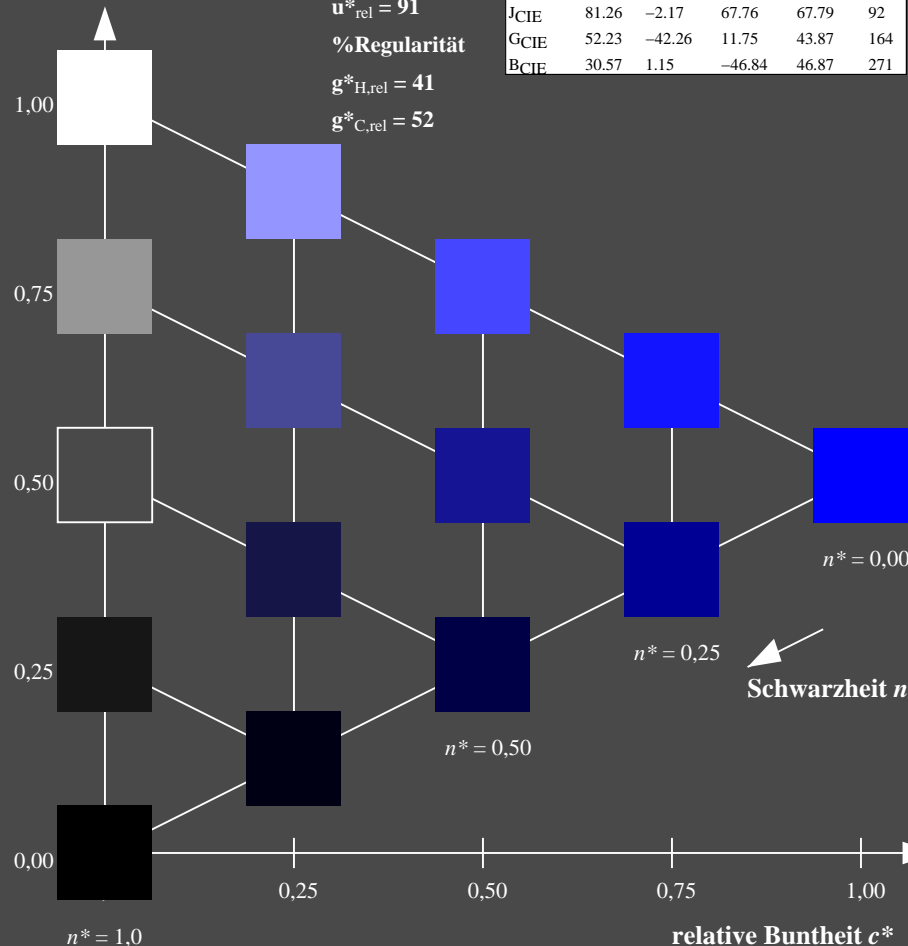 u*rel = 91
%Regularität
g*H,rel = 41
g*C,rel = 52
JCIE 81.26 −2.17 67.76 67.79 92
GCIE 52.23 −42.26 11.75 43.87 164
BCIE 30.57 1.15 −46.84 46.87 271
1,00
0,75
0,50
0,25
0,00
n* = 0,00
n* = 0,25
Schwarzheit n
n* = 0,50
0,25 0,50 0,75 1,00
n* = 1,0
relative Buntheit c*